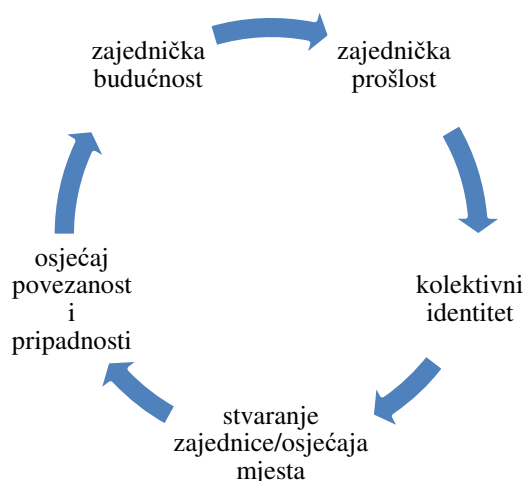 zajednička
budućnost
zajednička
prošlost
kolektivni
identitet
stvaranje
zajednice/osjećaja
mjesta
osjećaj
povezanost
i
pripadnosti